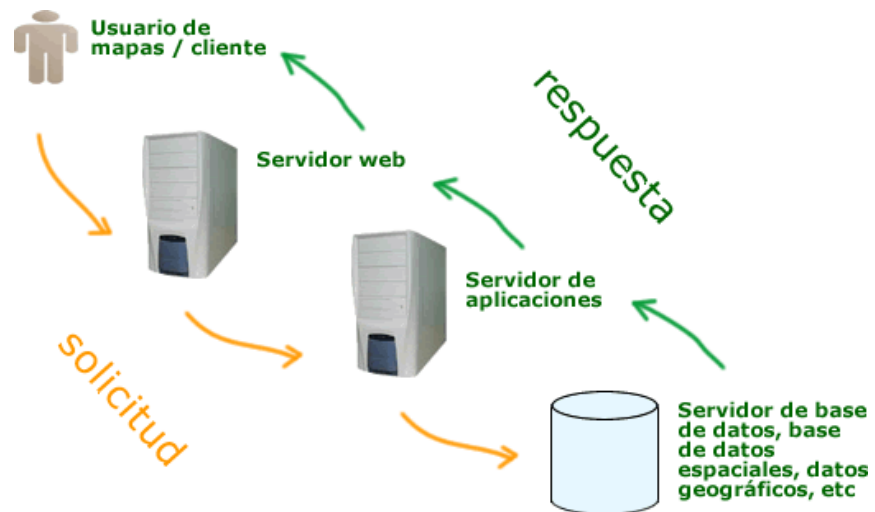 Usuario de
mapas / cliente
respuesta
Servidor web
Servidor de
aplicaciones
solicitud
Servidor de base
de datos, base
de datos
espaciales, datos
geográficos, etc